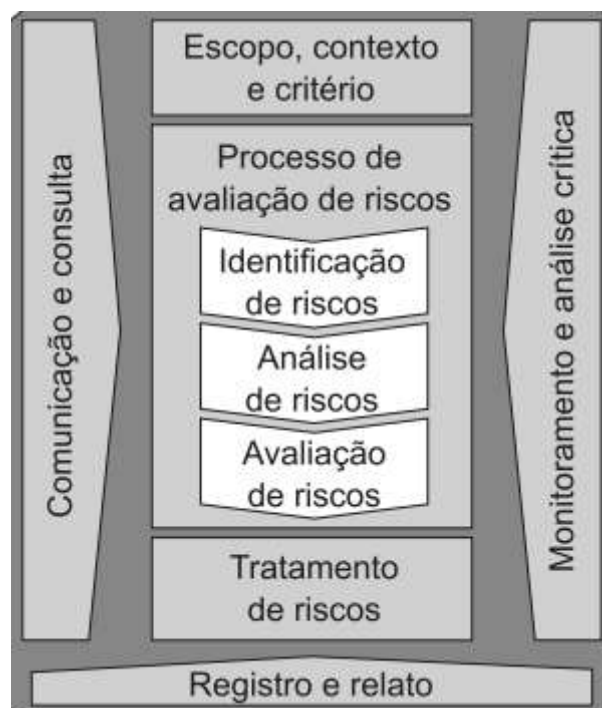 Escopo, contexto
e critério
Processo de
avaliação de riscos
Identificação
de riscos
Análise
de riscos
Avaliação
de riscos
Tratamento
de riscos
Comunicação e consulta
Monitoramento e análise crítica
Registro e relato